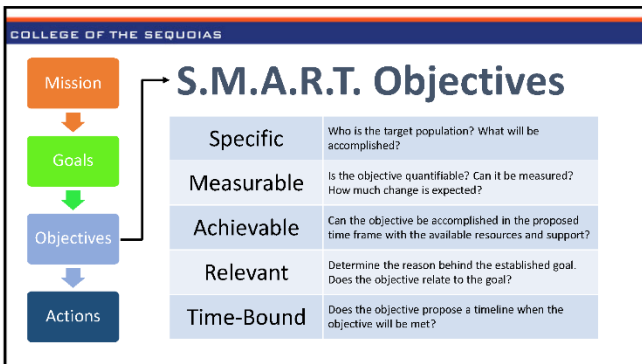 COLLEGE OF THE SEQUOIAS
Mission
Goals
Objectives
Actions
S.M.A.R.T. Objectives
Specific
Who is the target population? What will be
accomplished?
Measurable
Is the objective quantifiable? Can it be measured?
How much change is expected?
Achievable
Can the objective be accomplished in the proposed
time frame with the available resources and support?
Relevant
Determine the reason behind the established goal.
Does the objective relate to the goal?
Time-Bound
Does the objective propose a timeline when the
objective will be met?